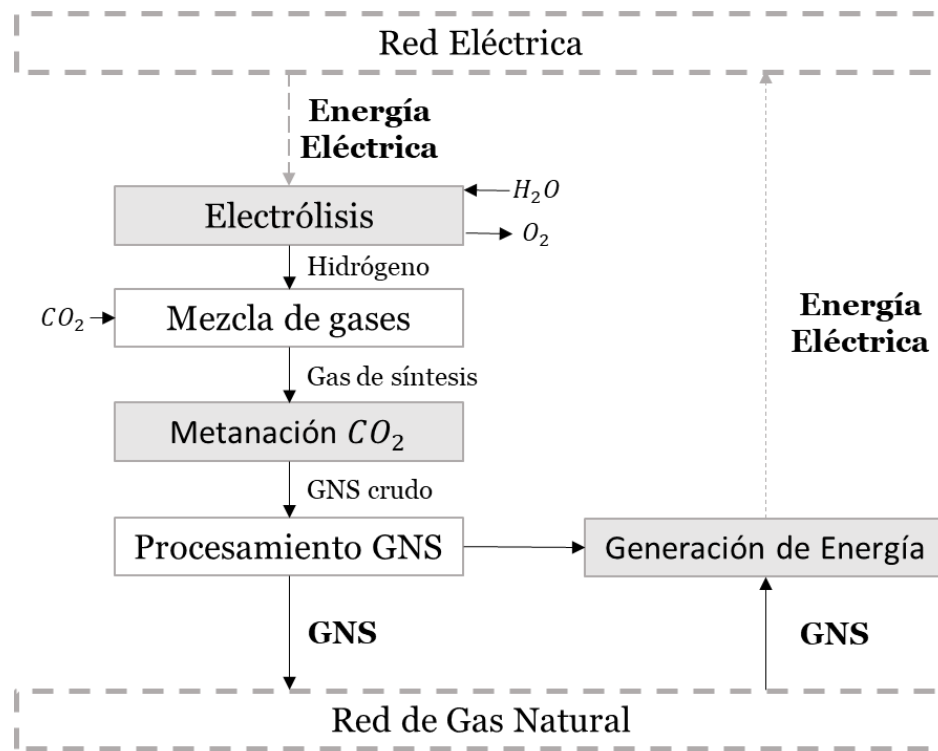 Red Eléctrica
Energía
Eléctrica
H₂O
Electrólisis
O₂
Hidrógeno
CO₂
Mezcla de gases
Gas de síntesis
Energía
Eléctrica
Metanación CO₂
GNS crudo
Procesamiento GNS
Generación de Energía
GNS
GNS
Red de Gas Natural